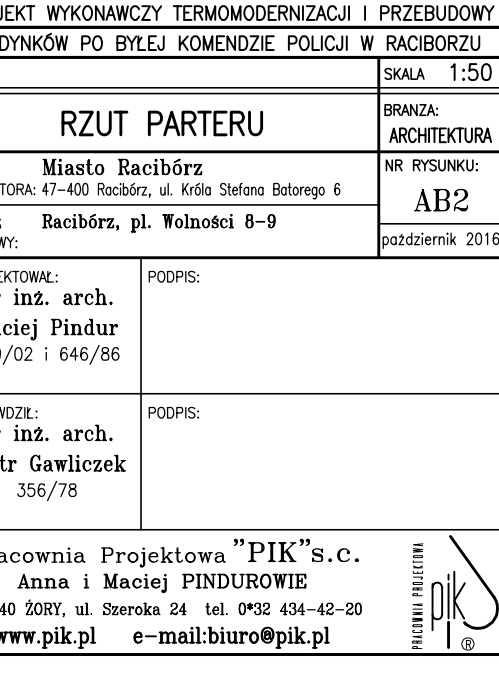 JEKT WYKONAWCZY TERMOMODERNIZACJI I PRZEBUDOWY
DYNKÓW PO BYŁEJ KOMENDZIE POLICJI W RACIBORZU
SKALA 1:50
RZUT PARTERU
BRANŻA:
ARCHITEKTURA
Miasto Racibórz
TORA: 47-400 Racibórz, ul. Króla Stefana Batorego 6
NR RYSUNKU:
AB2
Racibórz, pl. Wolności 8-9
WY:
październik 2016
EKTOWAŁ:
PODPIS:
inż. arch.
ciej Pindur
/02 i 646/86
WDZIŁ:
PODPIS:
inż. arch.
tr Gawliczek
356/78
acownia Projektowa "PIK"s.c.
Anna i Maciej PINDUROWIE
40 ŻORY, ul. Szeroka 24 tel. 0*32 434-42-20
www.pik.pl e-mail:biuro@pik.pl
PRACOWNIA PROJEKTOWA
pik
®